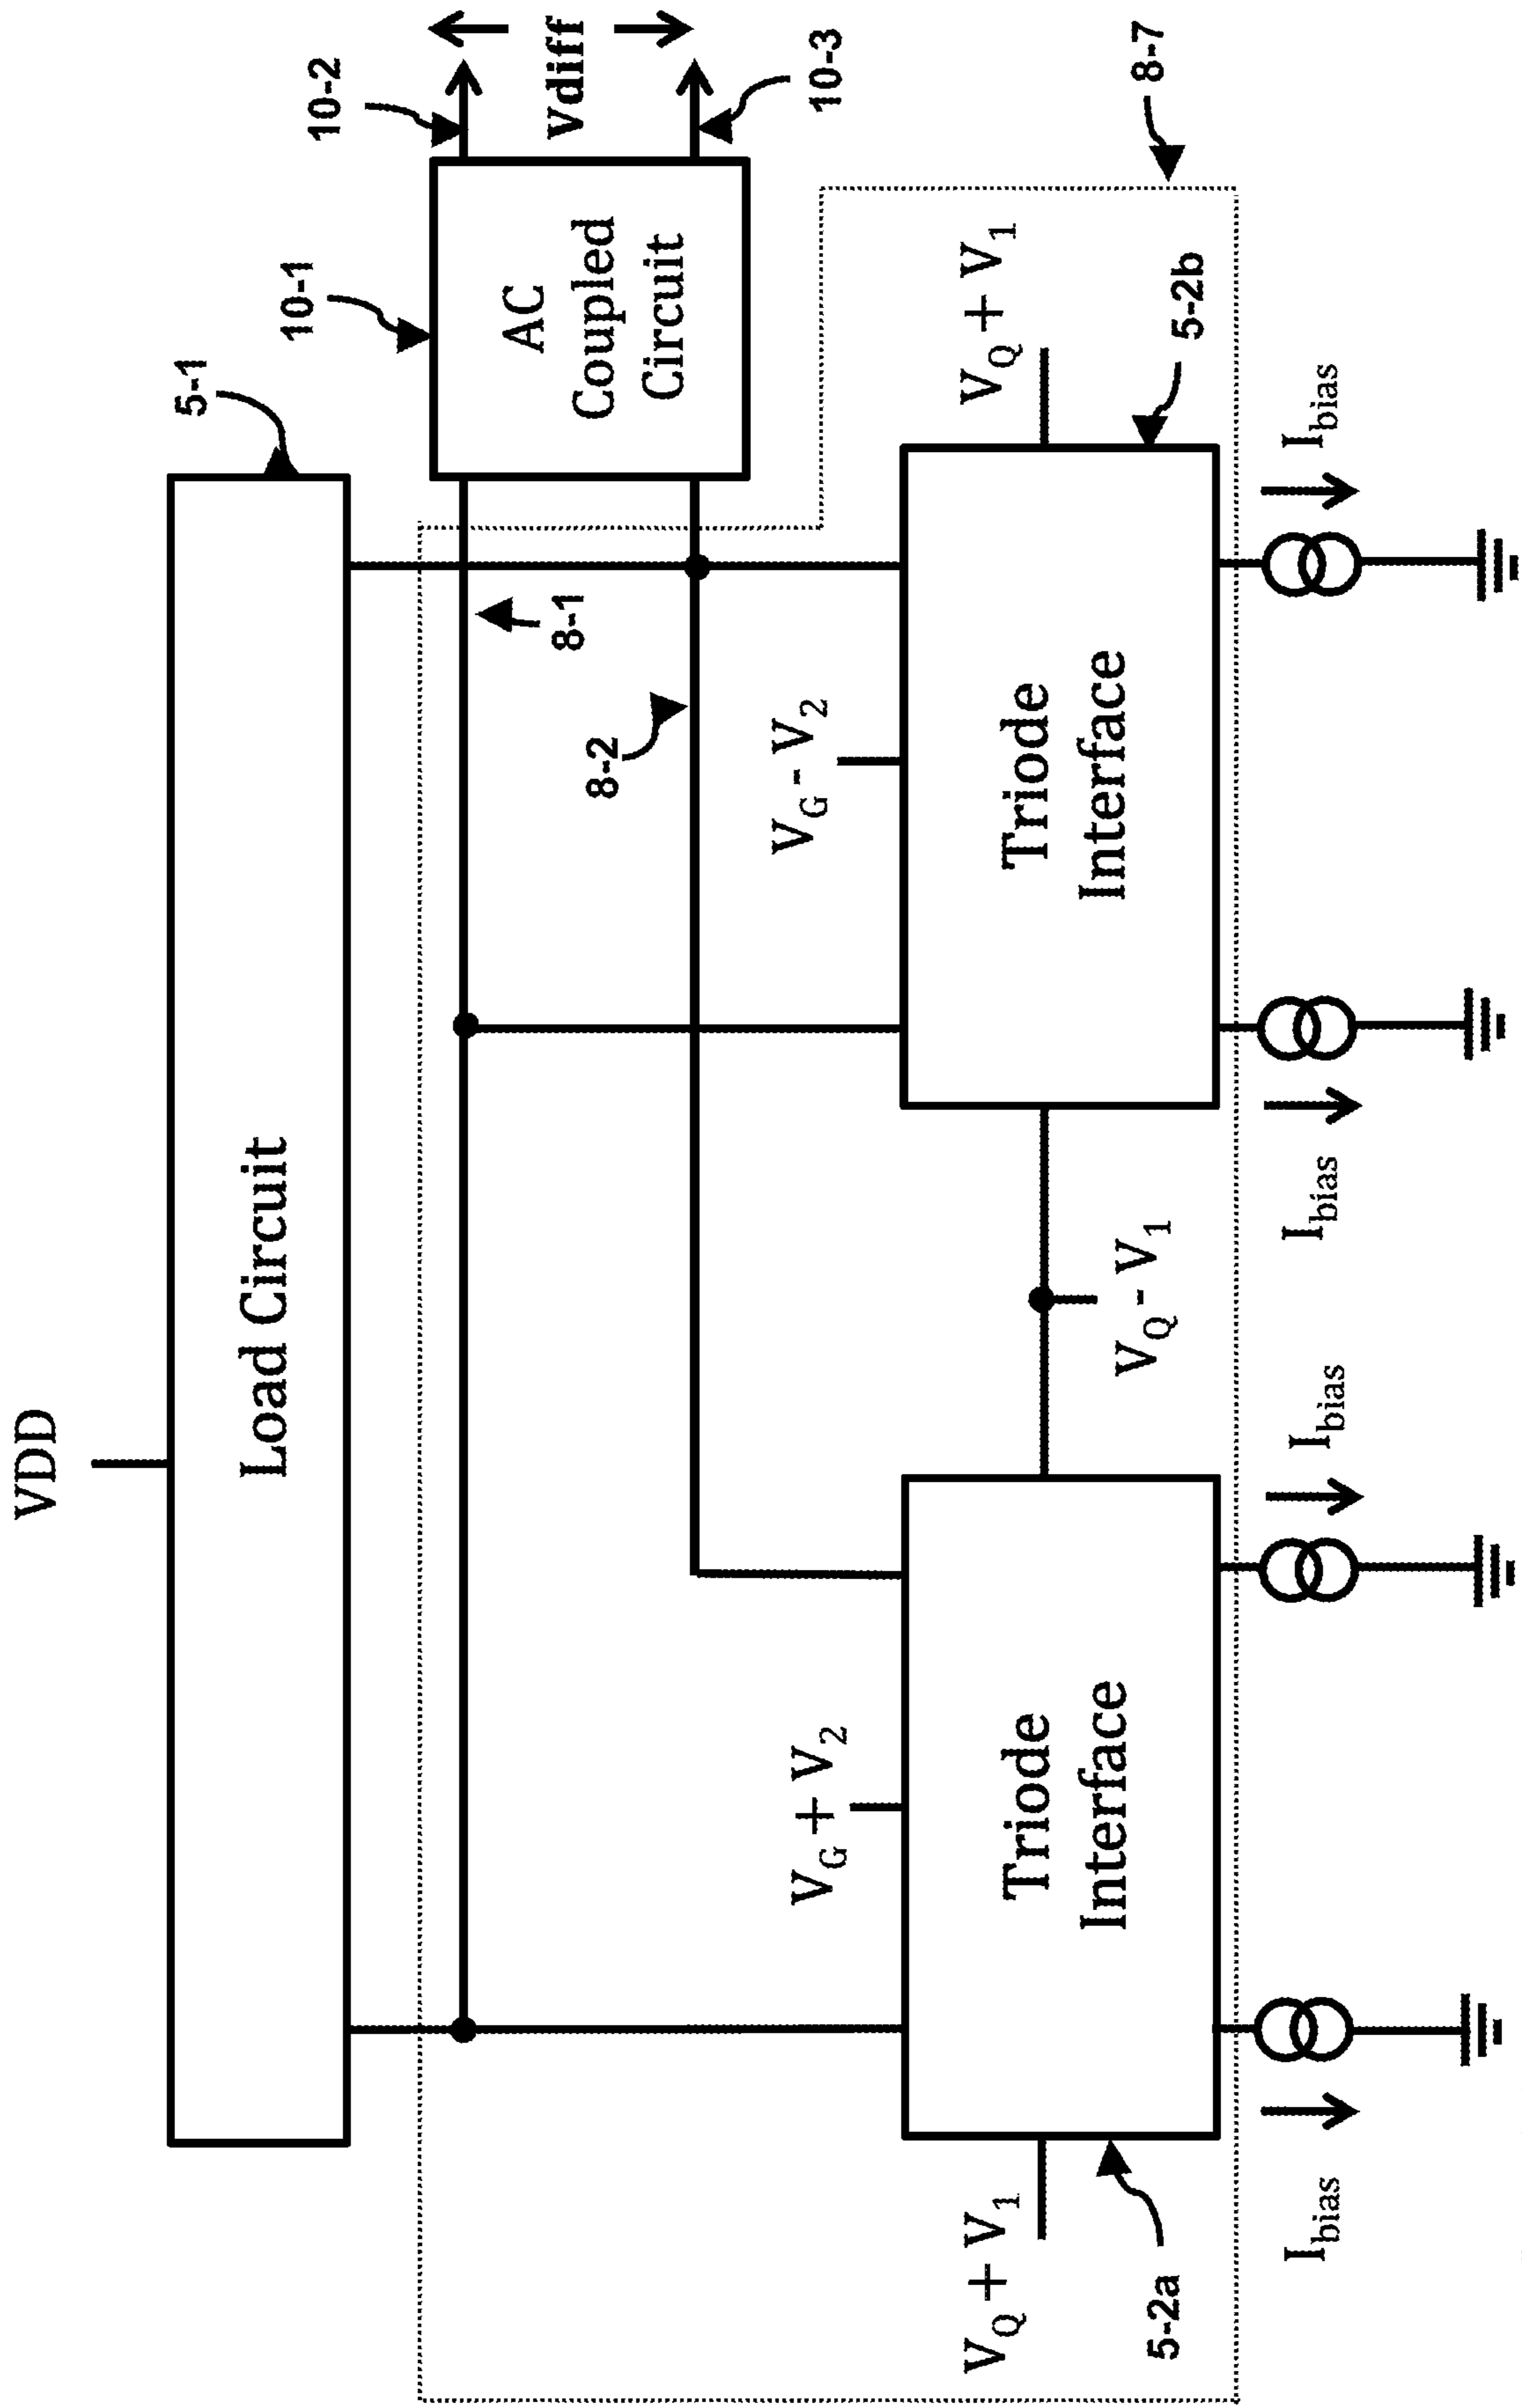 VDD
Load Circuit
5-1
10-1
10-2
AC
Coupled
Circuit
Vdiff
10-3
8-1
8-2
8-7
V_G + V_2
V_G - V_2
V_Q + V_1
Triode
Interface
V_Q - V_1
Triode
Interface
V_Q + V_1
5-2a
5-2b
I_bias
I_bias
I_bias
I_bias